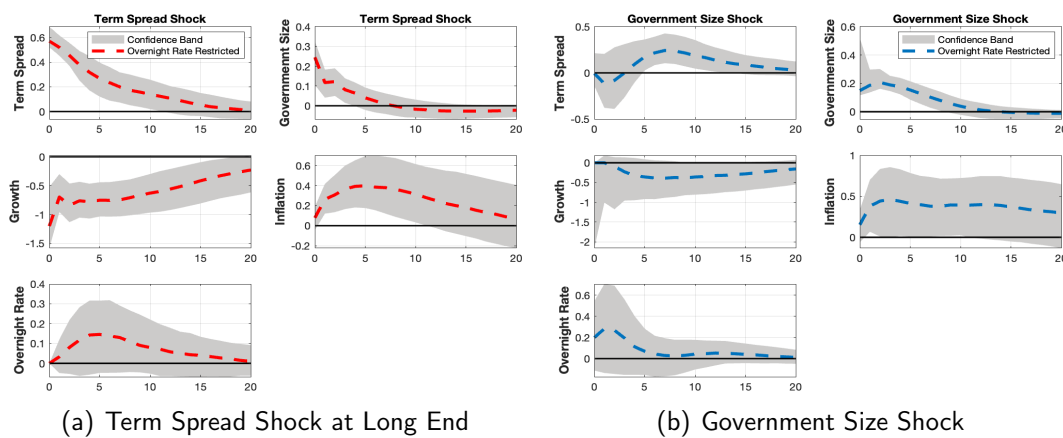 Term Spread Shock
Term Spread
0.6
0.4
0.2
0
0 5 10 15 20
Confidence Band
Overnight Rate Restricted
Term Spread Shock
Government Size
0.4
0.3
0.2
0.1
0
0 5 10 15 20
Growth
0
-0.5
-1
-1.5
0 5 10 15 20
Inflation
0.6
0.4
0.2
0
-0.2
0 5 10 15 20
Overnight Rate
0.4
0.3
0.2
0.1
0
0 5 10 15 20
(a) Term Spread Shock at Long End
Government Size Shock
Term Spread
0.5
0
-0.5
0 5 10 15 20
Government Size Shock
Government Size
0.6
0.4
0.2
0
0 5 10 15 20
Confidence Band
Overnight Rate Restricted
Growth
0
-0.5
-1
-1.5
-2
0 5 10 15 20
Inflation
1
0.5
0
0 5 10 15 20
Overnight Rate
0.6
0.4
0.2
0
0 5 10 15 20
(b) Government Size Shock